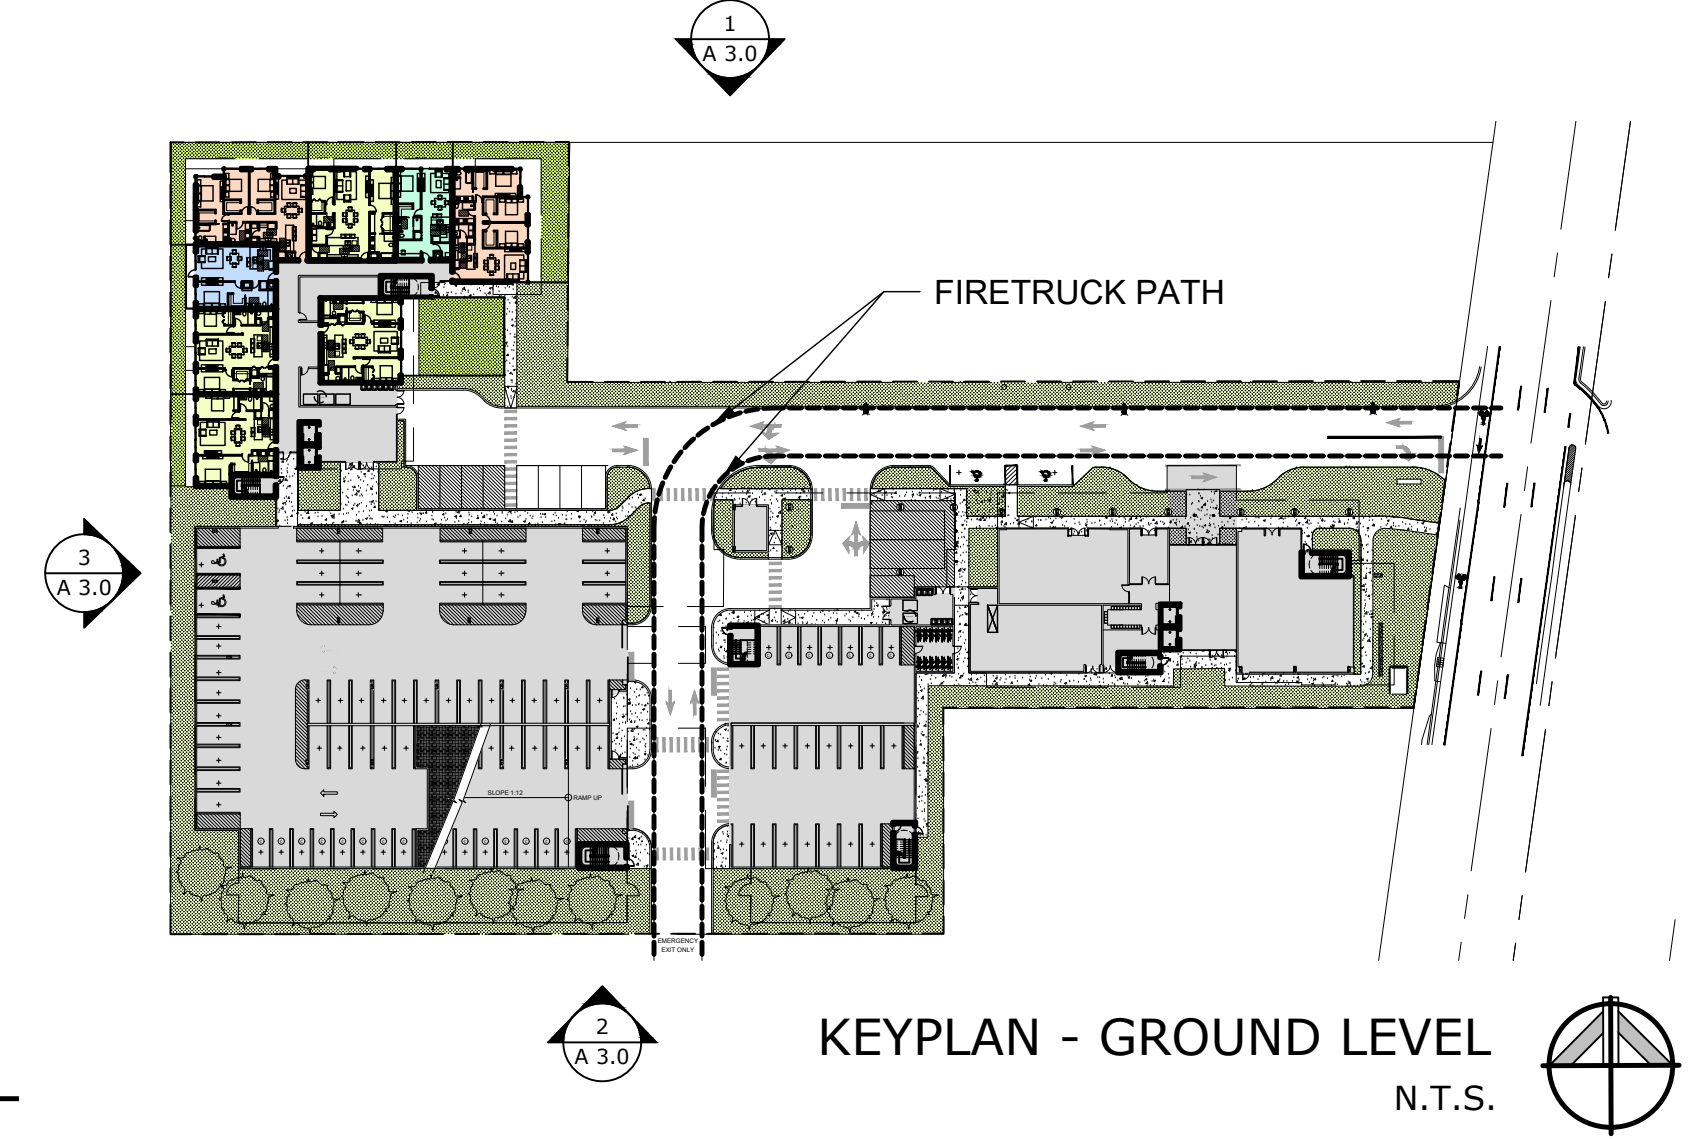 1
A 3.0
FIRETRUCK PATH
3
A 3.0
SLOPE 1:12
RAMP UP
EMERGENCY
EXIT ONLY
2
A 3.0
KEYPLAN - GROUND LEVEL
N.T.S.